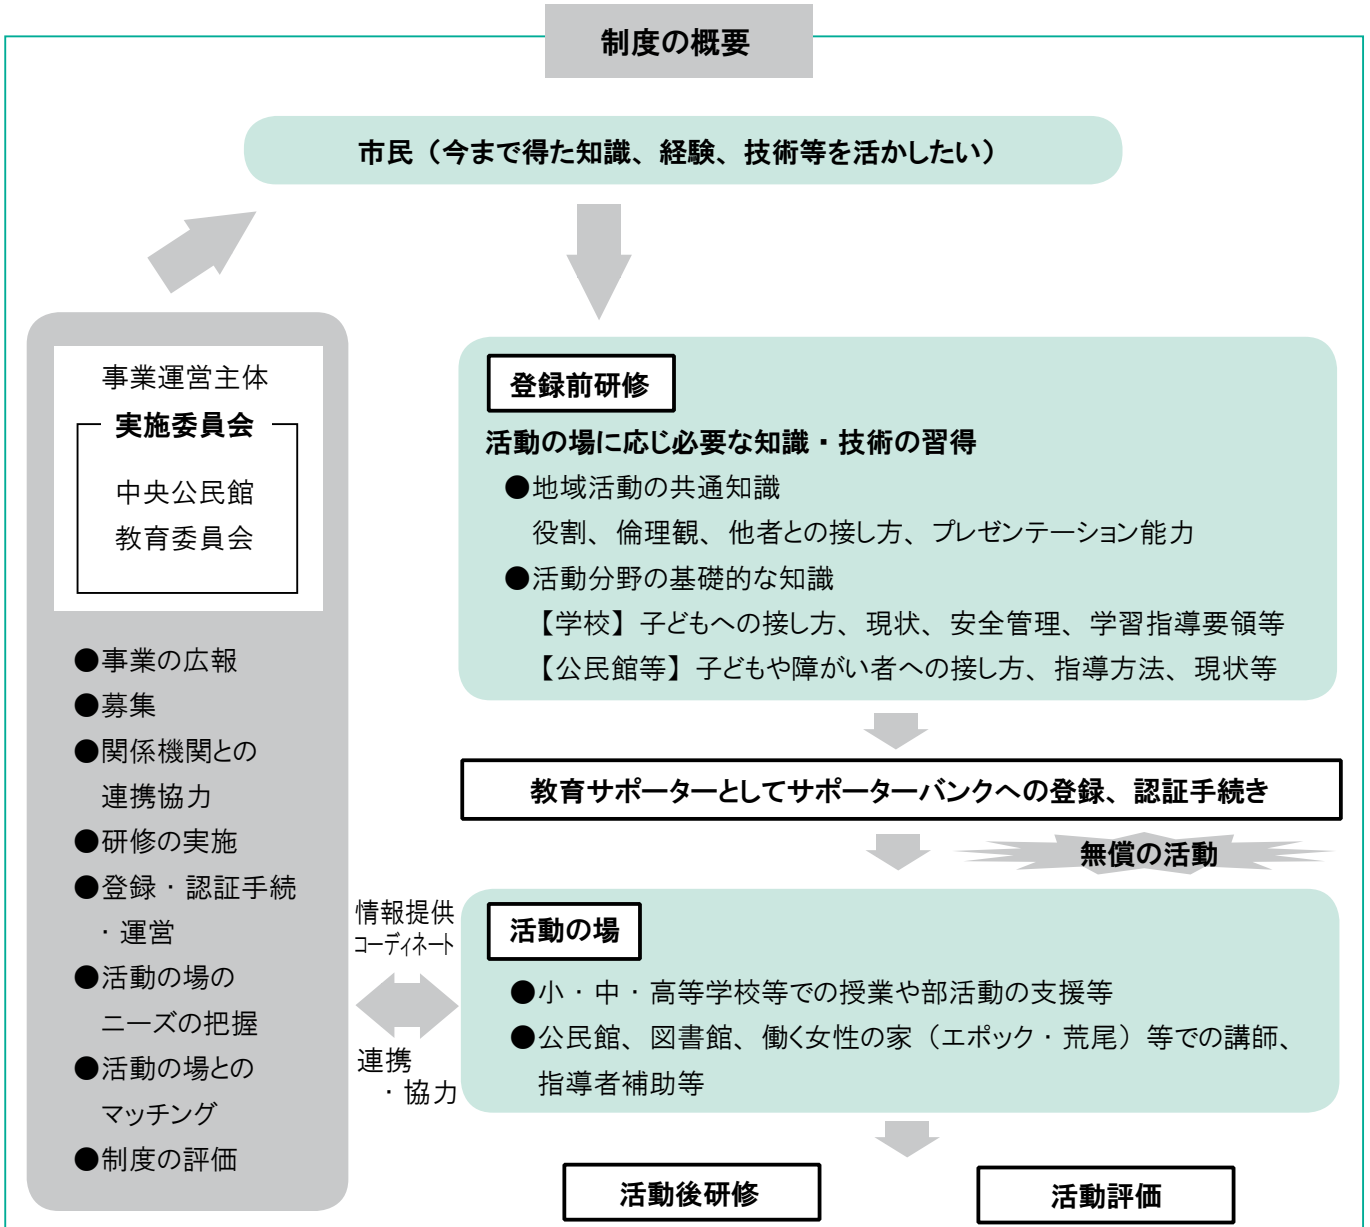 制度の概要
市民（今まで得た知識、経験、技術等を活かしたい）
事業運営主体
実施委員会
中央公民館
教育委員会
●事業の広報
●募集
●関係機関との
連携協力
●研修の実施
●登録・認証手続
・運営
●活動の場の
ニーズの把握
●活動の場との
マッチング
●制度の評価
登録前研修
活動の場に応じ必要な知識・技術の習得
●地域活動の共通知識
役割、倫理観、他者との接し方、プレゼンテーション能力
●活動分野の基礎的な知識
【学校】子どもへの接し方、現状、安全管理、学習指導要領等
【公民館等】子どもや障がい者への接し方、指導方法、現状等
教育サポーターとしてサポーターバンクへの登録、認証手続き
無償の活動
情報提供
コーディネート
連携
・協力
活動の場
●小・中・高等学校等での授業や部活動の支援等
●公民館、図書館、働く女性の家（エポック・荒尾）等での講師、
指導者補助等
活動後研修
活動評価